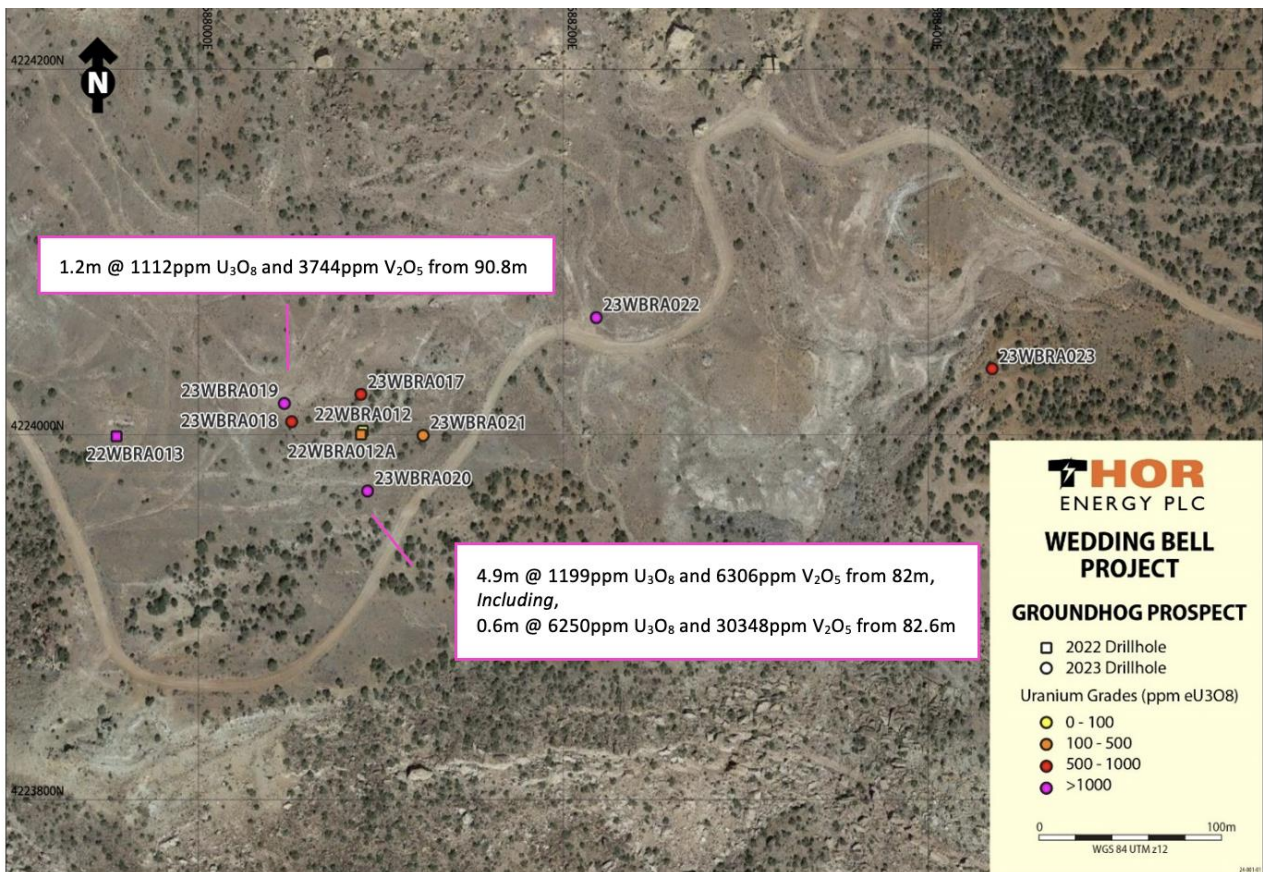 688000E
688200E
688400E
4224200N
N
1.2m @ 1112ppm U₃O₈ and 3744ppm V₂O₅ from 90.8m
23WBRA022
23WBRA023
23WBRA017
23WBRA019
22WBRA012
23WBRA018
4224000N
23WBRA021
22WBRA013
22WBRA012A
23WBRA020
4.9m @ 1199ppm U₃O₈ and 6306ppm V₂O₅ from 82m,
Including,
0.6m @ 6250ppm U₃O₈ and 30348ppm V₂O₅ from 82.6m
4223800N
THOR
ENERGY PLC
WEDDING BELL
PROJECT
GROUNDHOG PROSPECT
2022 Drillhole
2023 Drillhole
Uranium Grades (ppm eU3O8)
0 - 100
100 - 500
500 - 1000
>1000
0 100m
WGS 84 UTM z12